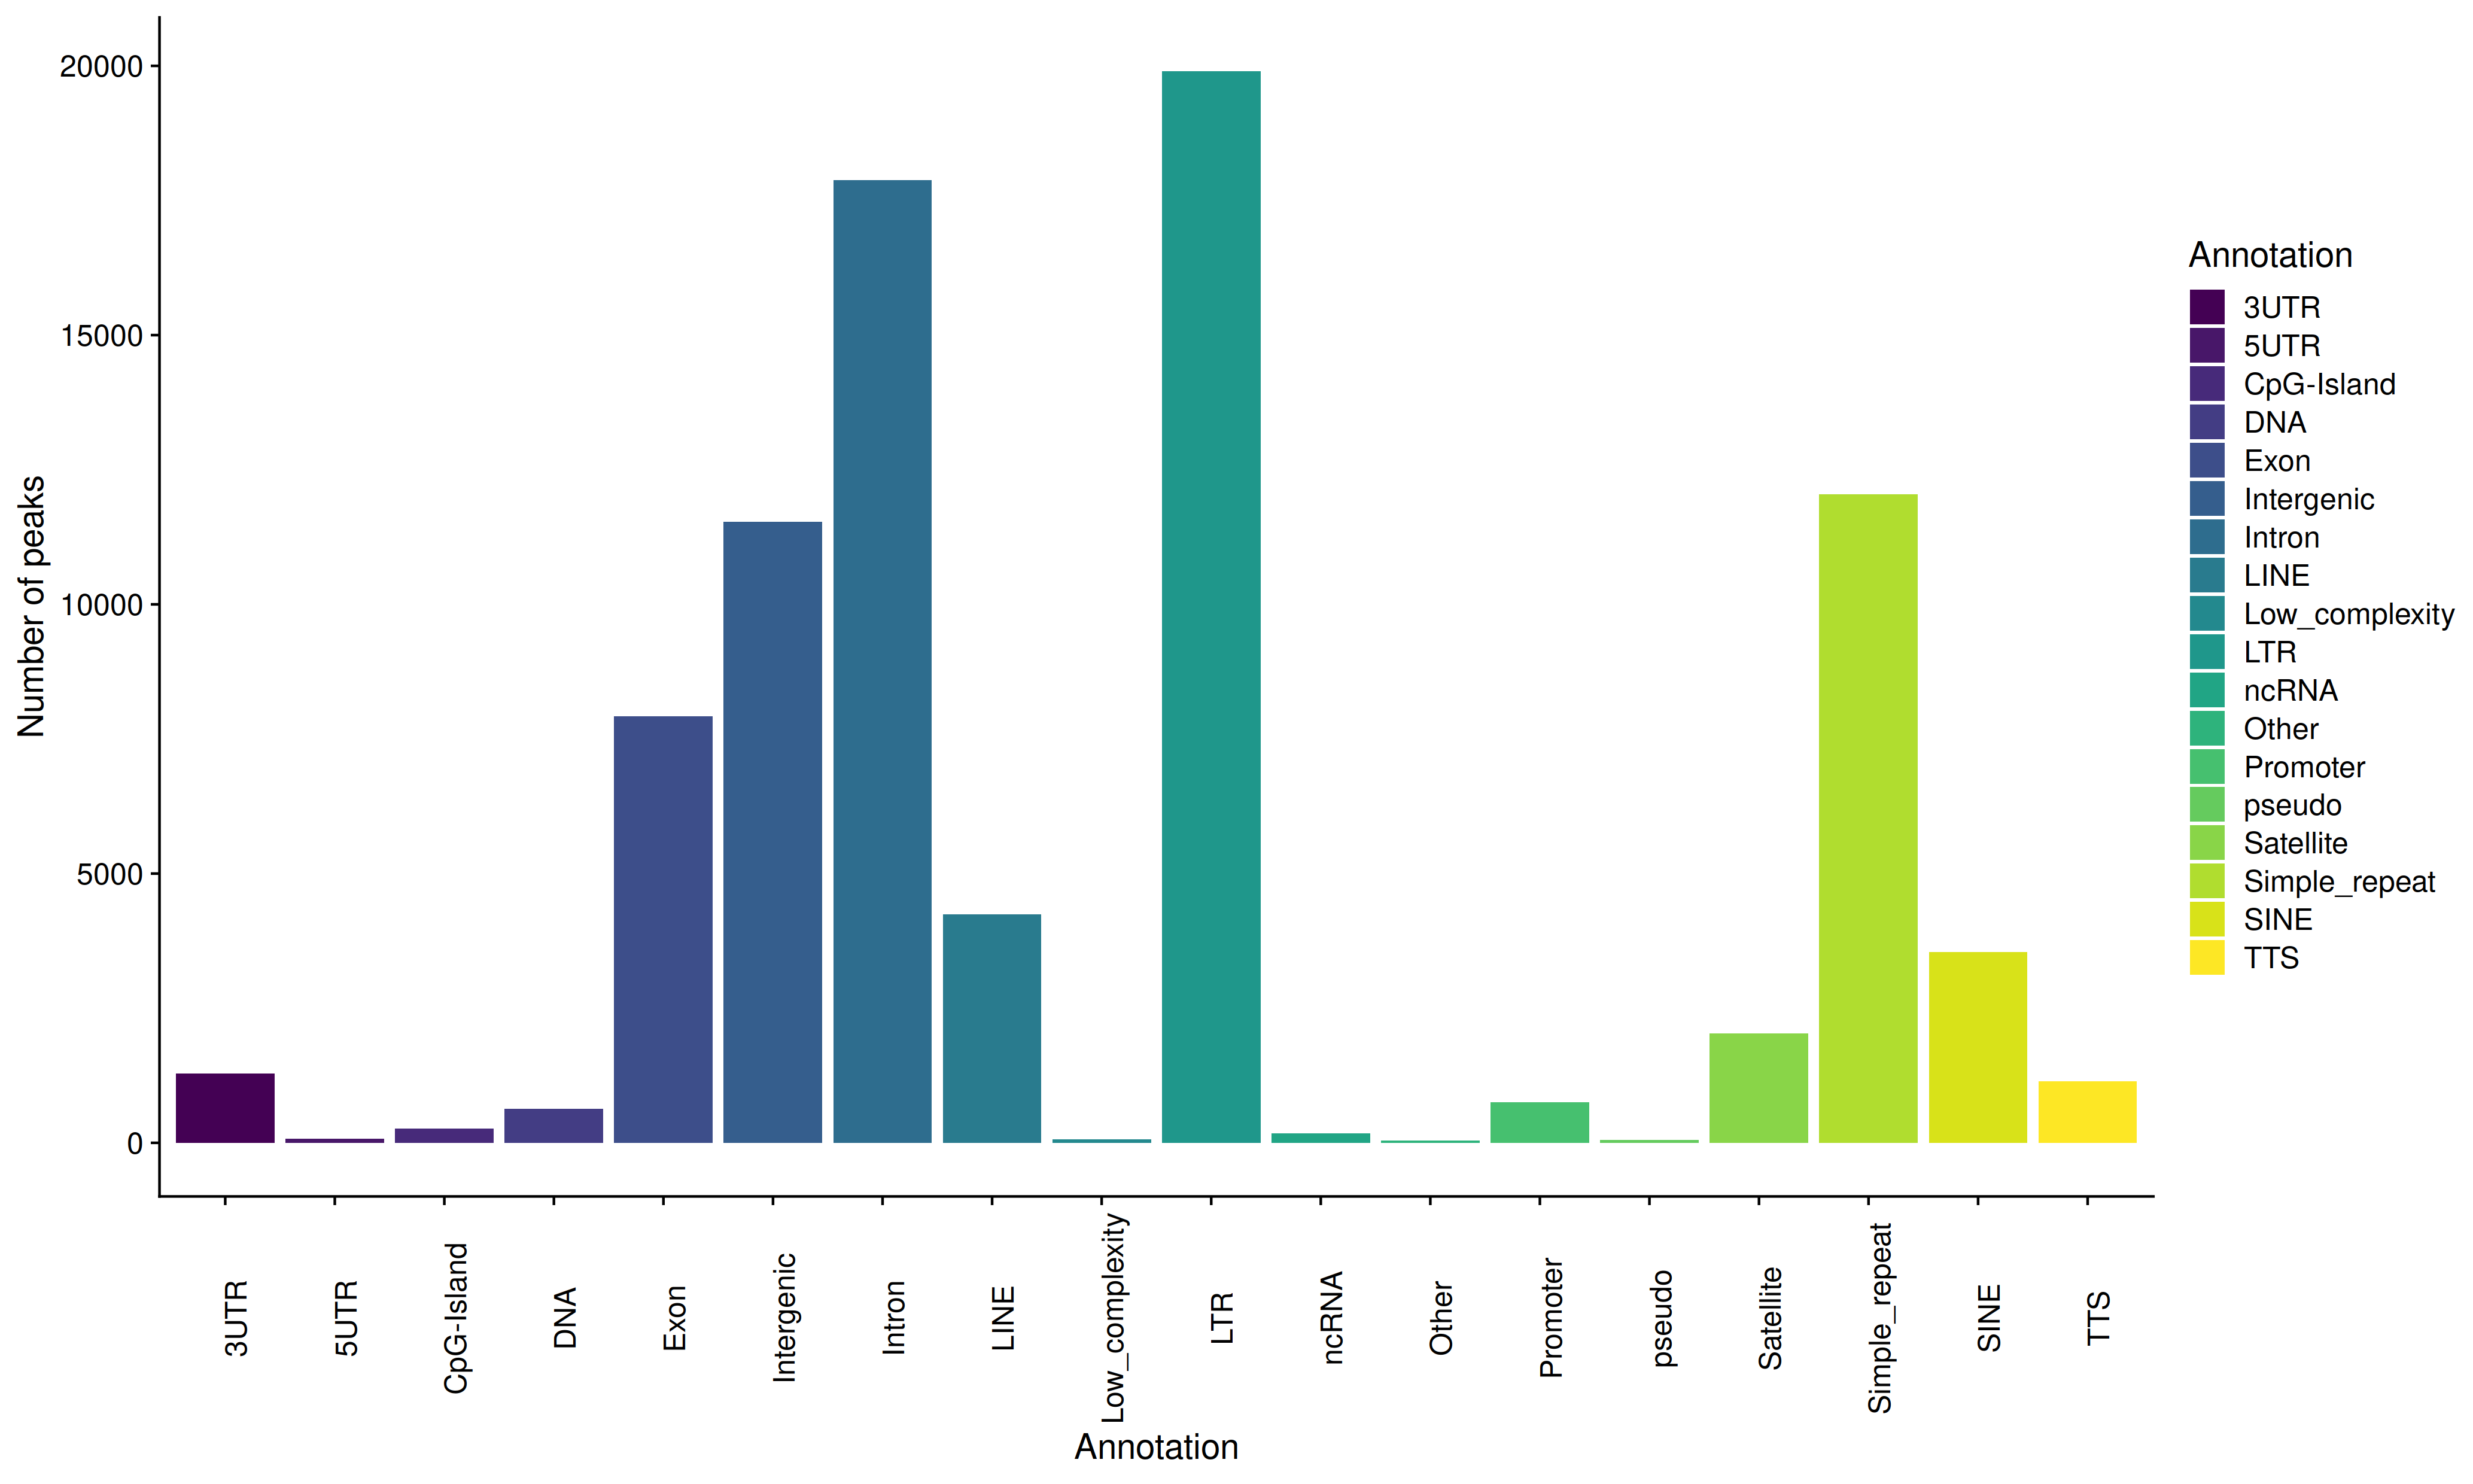 Number of peaks
20000
15000
10000
5000
0
3UTR
5UTR
CpG-Island
DNA
Exon
Intergenic
Intron
LINE
Low_complexity
LTR
ncRNA
Other
Promoter
pseudo
Satellite
Simple_repeat
SINE
TTS
Annotation
Annotation
3UTR
5UTR
CpG-Island
DNA
Exon
Intergenic
Intron
LINE
Low_complexity
LTR
ncRNA
Other
Promoter
pseudo
Satellite
Simple_repeat
SINE
TTS